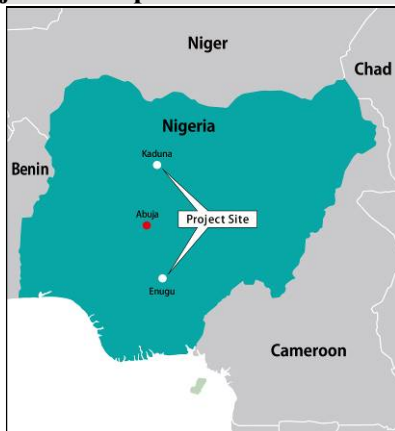 Niger
Chad
Nigeria
Kaduna
Benin
Abuja
Project Site
Enugu
Cameroon